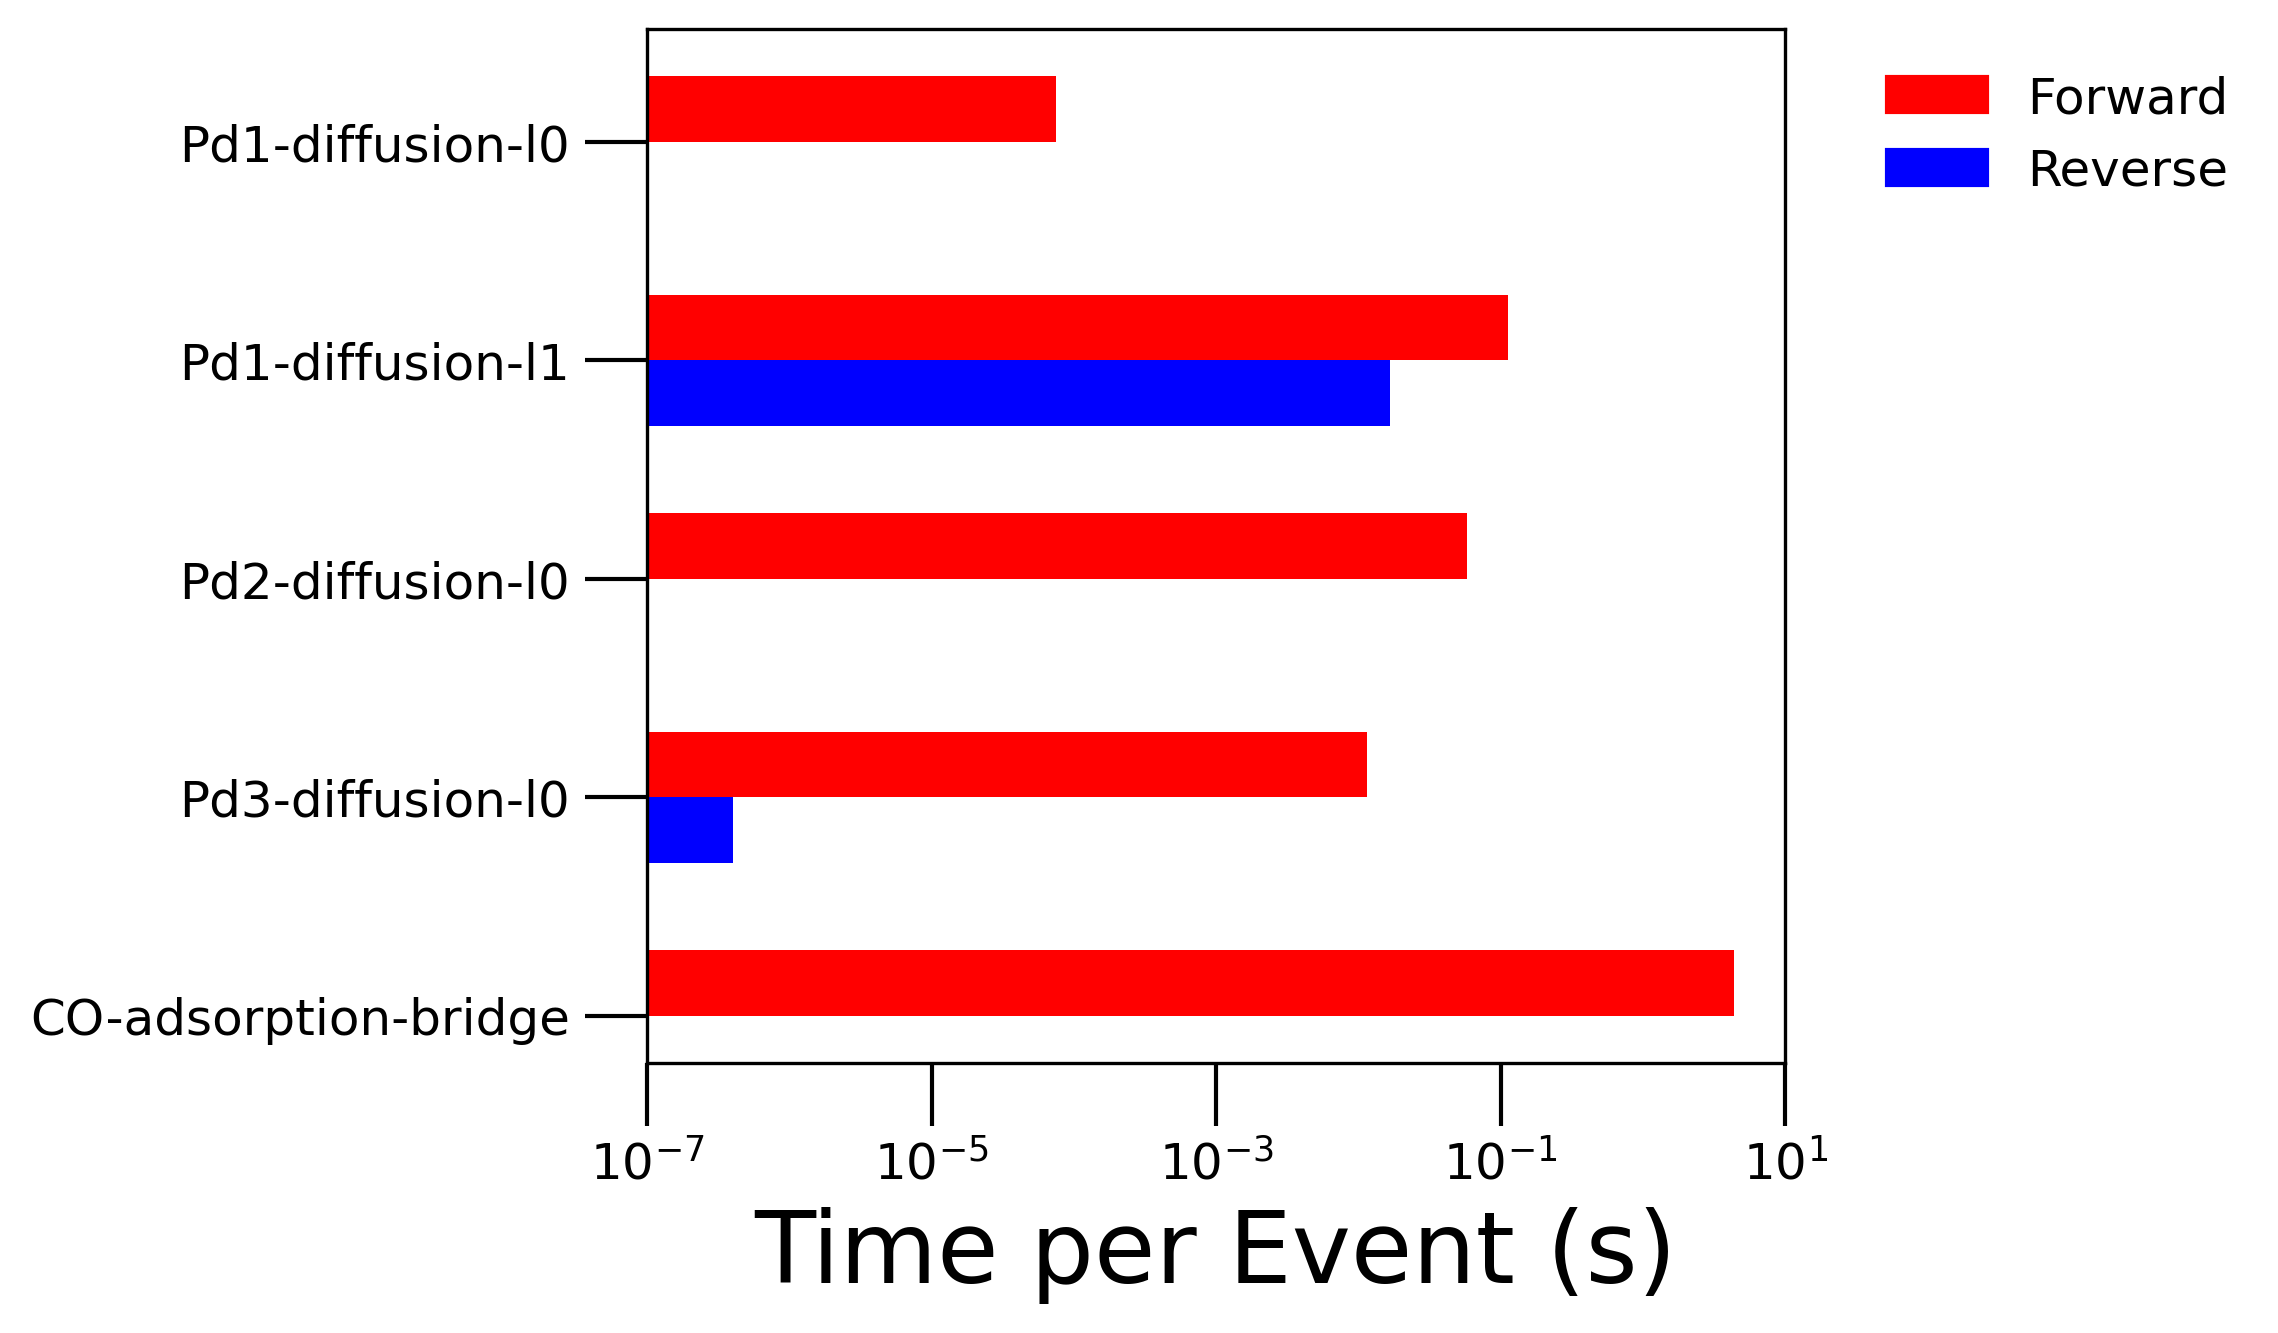 Forward
Reverse
Pd1-diffusion-l0
Pd1-diffusion-l1
Pd2-diffusion-l0
Pd3-diffusion-l0
CO-adsorption-bridge
10⁻⁷ 10⁻⁵ 10⁻³ 10⁻¹ 10¹
Time per Event (s)